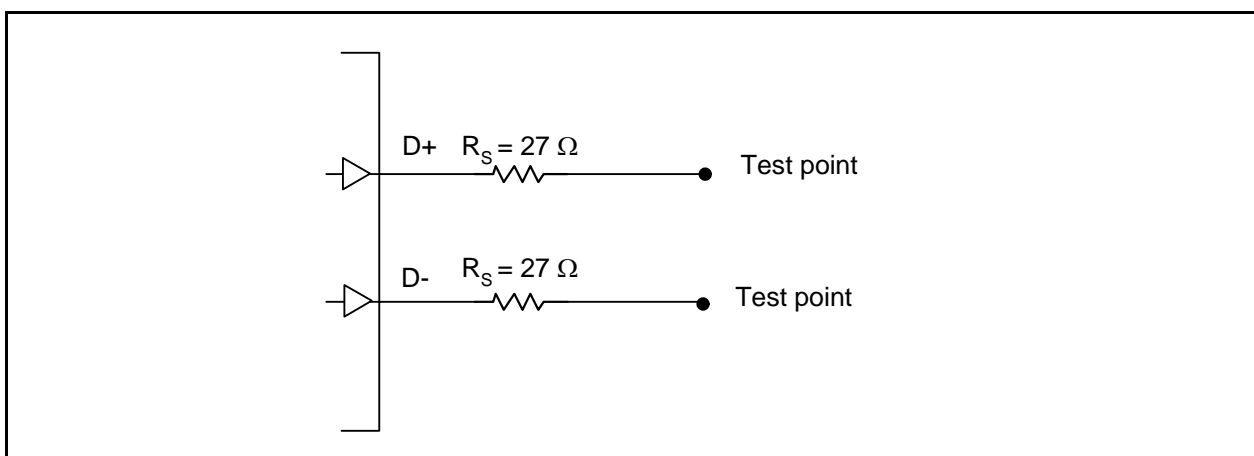 D+ R_S = 27 Ω
Test point
D- R_S = 27 Ω
Test point